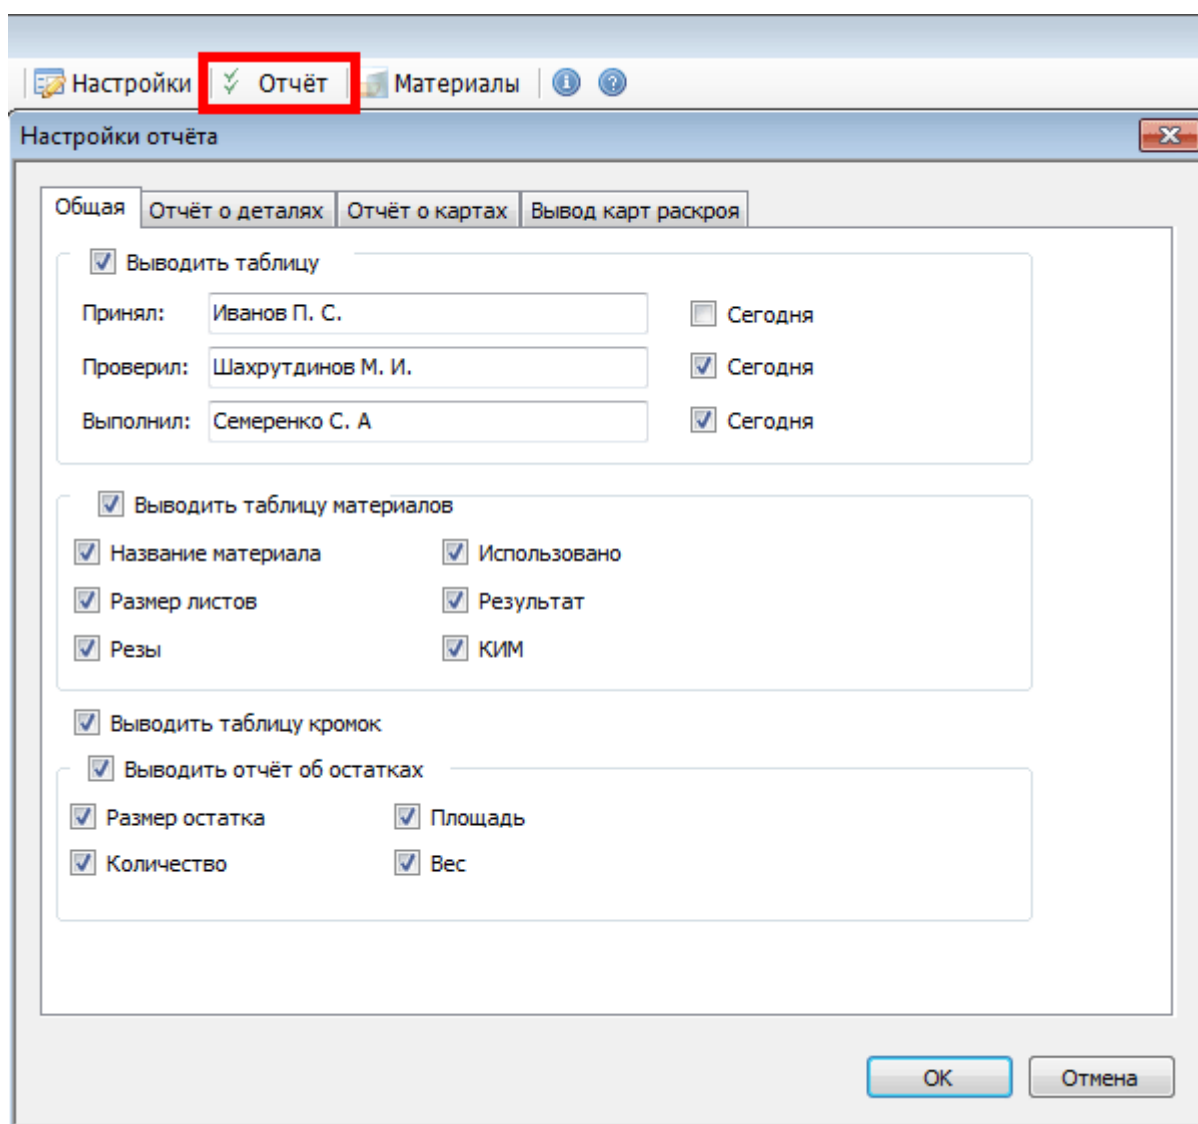 Настройки Отчёт Материалы
Настройки отчёта
Общая Отчёт о деталях Отчёт о картах Вывод карт раскроя
Выводить таблицу
Принял: Иванов П. С. Сегодня
Проверил: Шахрутдинов М. И. Сегодня
Выполнил: Семеренко С. А Сегодня
Выводить таблицу материалов
Название материала Использовано
Размер листов Результат
Резы КИМ
Выводить таблицу кромок
Выводить отчёт об остатках
Размер остатка Площадь
Количество Вес
ОК Отмена